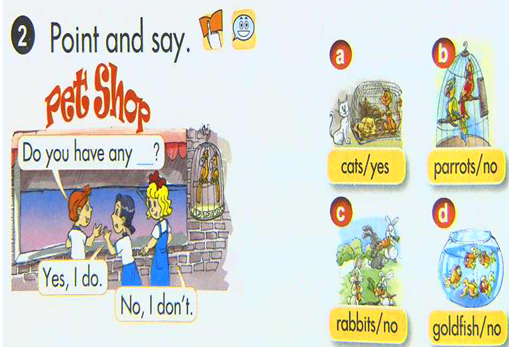 2 Point and say.
Pet Shop
Do you have any __?
Yes, I do.
No, I don't.
a
cats/yes
b
parrots/no
c
rabbits/no
d
goldfish/no